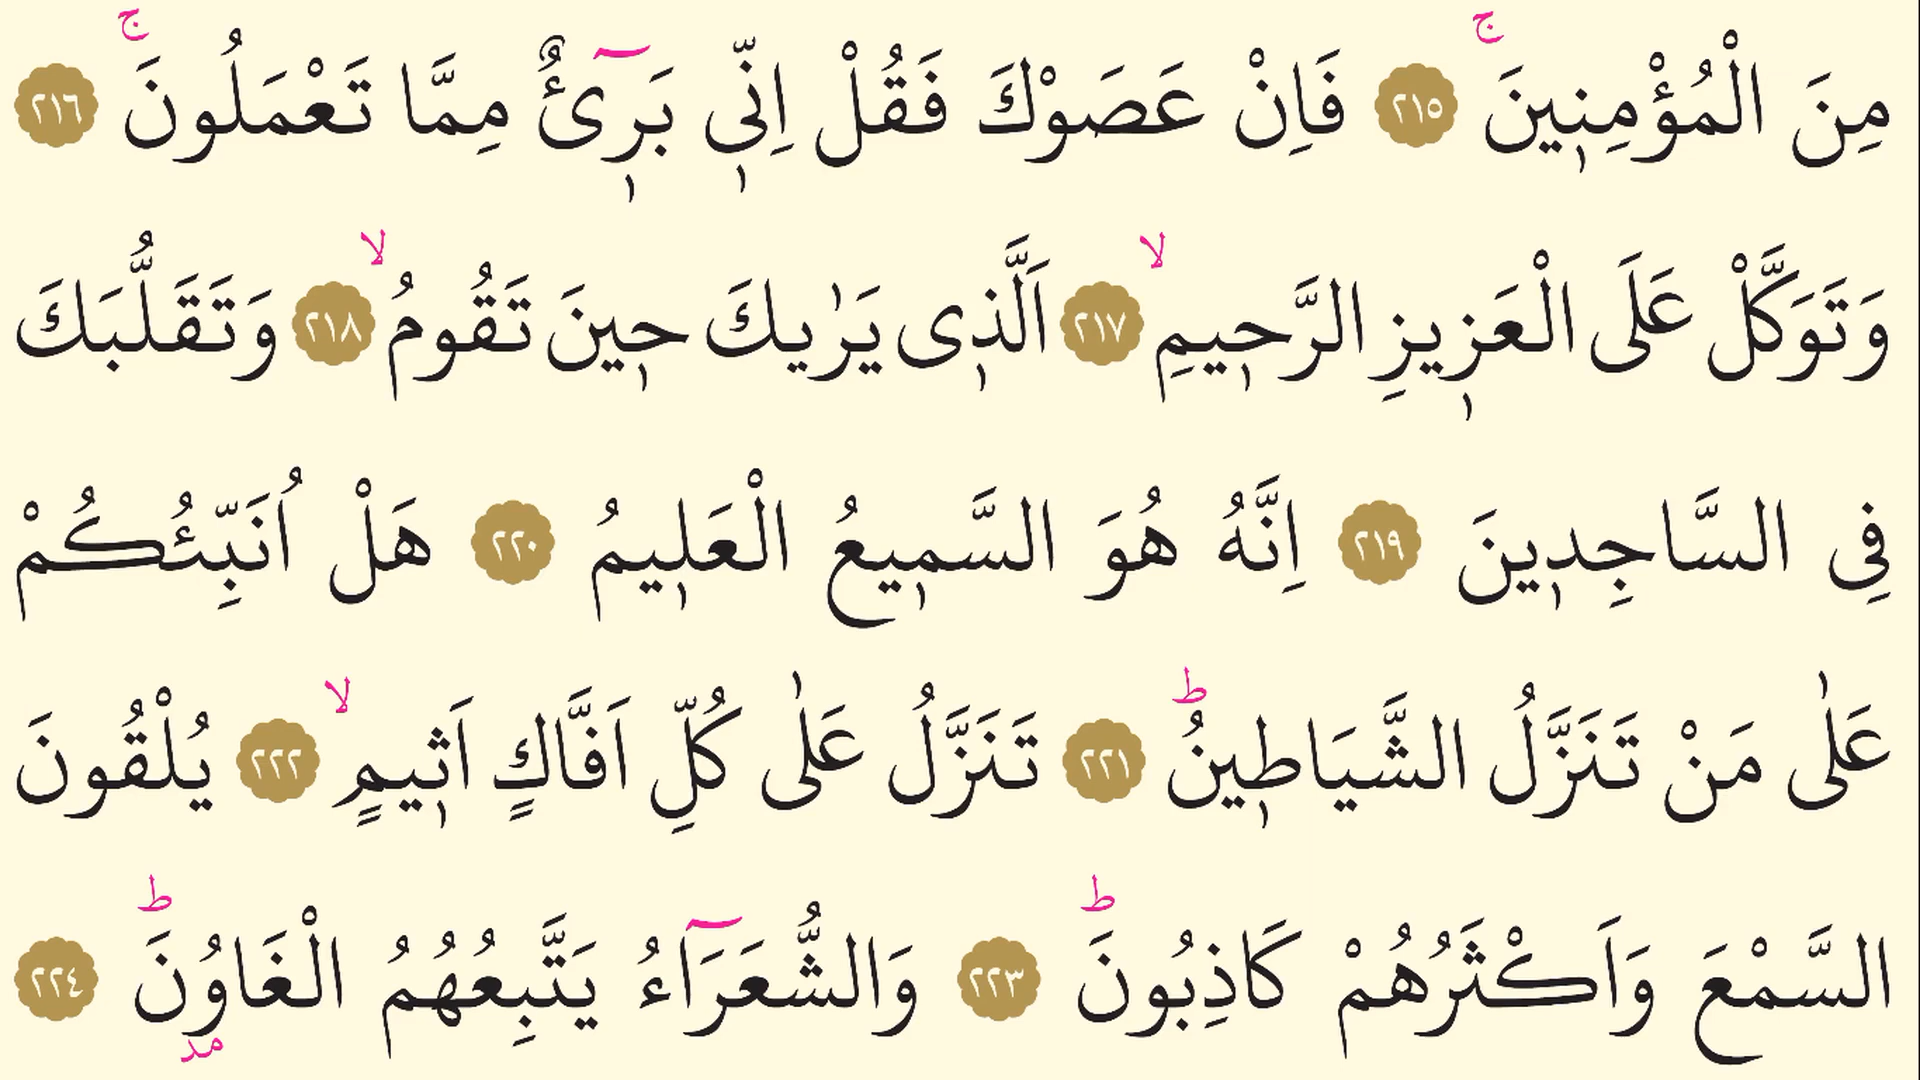 مِنَ الْمُؤْمِن۪ينَۚ ﴿٢١٥﴾ فَاِنْ عَصَوْكَ فَقُلْ اِنّ۪ي بَر۪ٓئٌ مِمَّا تَعْمَلُونَۚ ﴿٢١٦﴾
وَتَوَكَّلْ عَلَى الْعَز۪يزِ الرَّح۪يمِۙ ﴿٢١٧﴾ اَلَّذ۪ى يَرٰيكَ ح۪ينَ تَقُومُۙ ﴿٢١٨﴾ وَتَقَلُّبَكَ
فِى السَّاجِد۪ينَ ﴿٢١٩﴾ اِنَّهُ هُوَ السَّم۪يعُ الْعَل۪يمُ ﴿٢٢٠﴾ هَلْ اُنَبِّئُكُمْ
عَلٰى مَنْ تَنَزَّلُ الشَّيَاط۪ينُۜ ﴿٢٢١﴾ تَنَزَّلُ عَلٰى كُلِّ اَفَّاكٍ اَث۪يمٍۙ ﴿٢٢٢﴾ يُلْقُونَ
السَّمْعَ وَاَكْثَرُهُمْ كَاذِبُونَۜ ﴿٢٢٣﴾ وَالشُّعَرَٓاءُ يَتَّبِعُهُمُ الْغَاوُ۫نَۜ ﴿٢٢٤﴾
مد